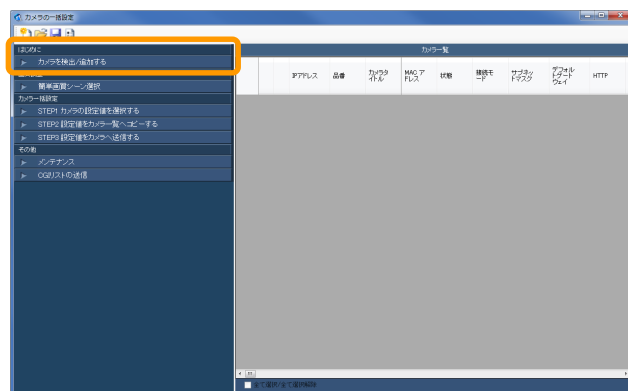 カメラの一括設定
はじめに
カメラを検出/追加する
簡単画質シーン選択
カメラ一括設定
STEP1 カメラの設定値を選択する
STEP2 設定値をカメラ一覧へコピーする
STEP3 設定値をカメラへ送信する
その他
メンテナンス
CGIリストの送信
カメラ一覧
IPアドレス 品番 カメラタイトル MAC アドレス 状態 接続モード サブネットマスク デフォルトゲートウェイ HTTP
全て選択/全て選択解除